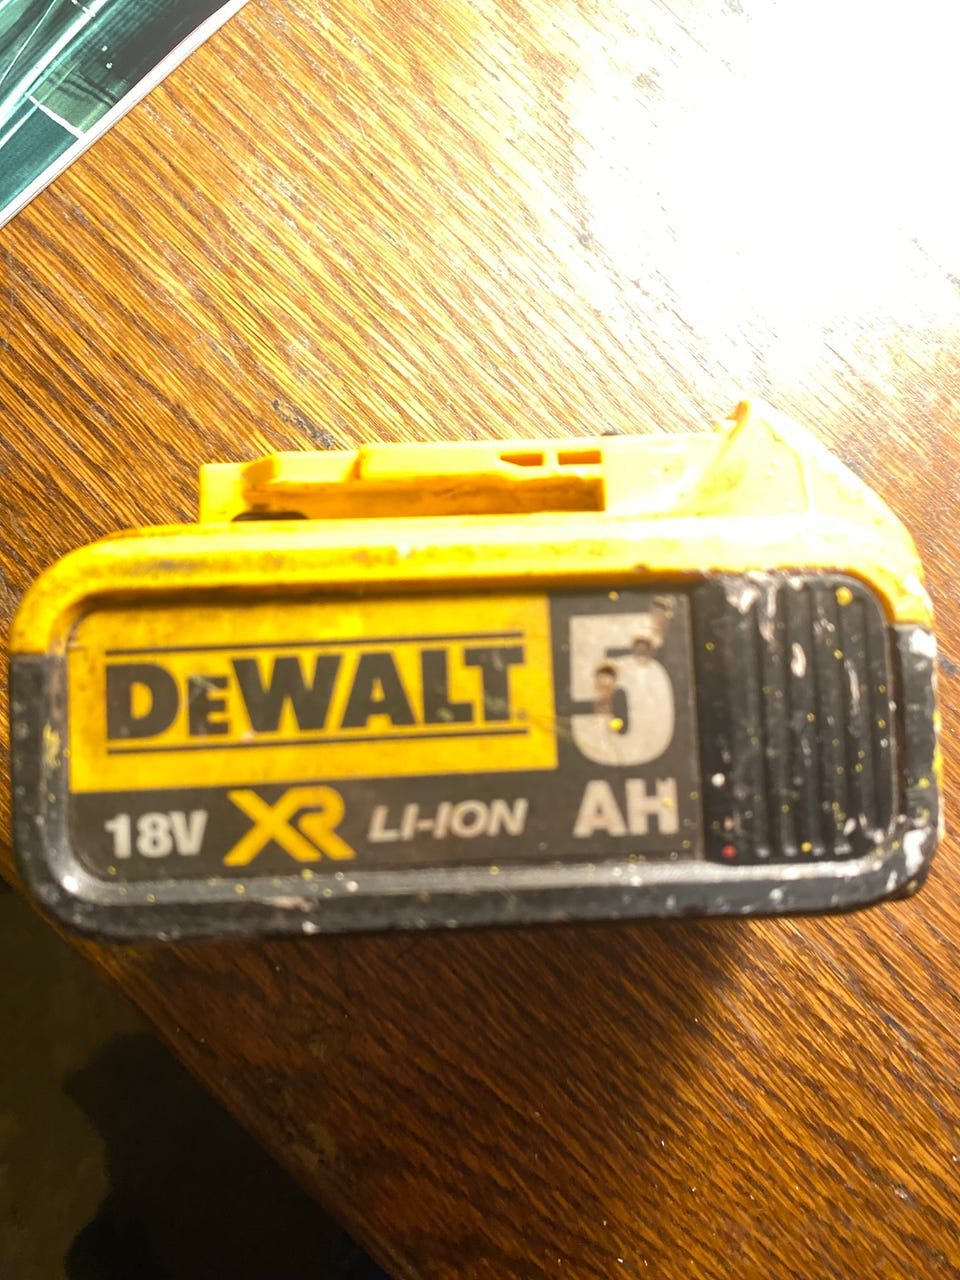 DEWALT
5
18V XR LI-ION AH